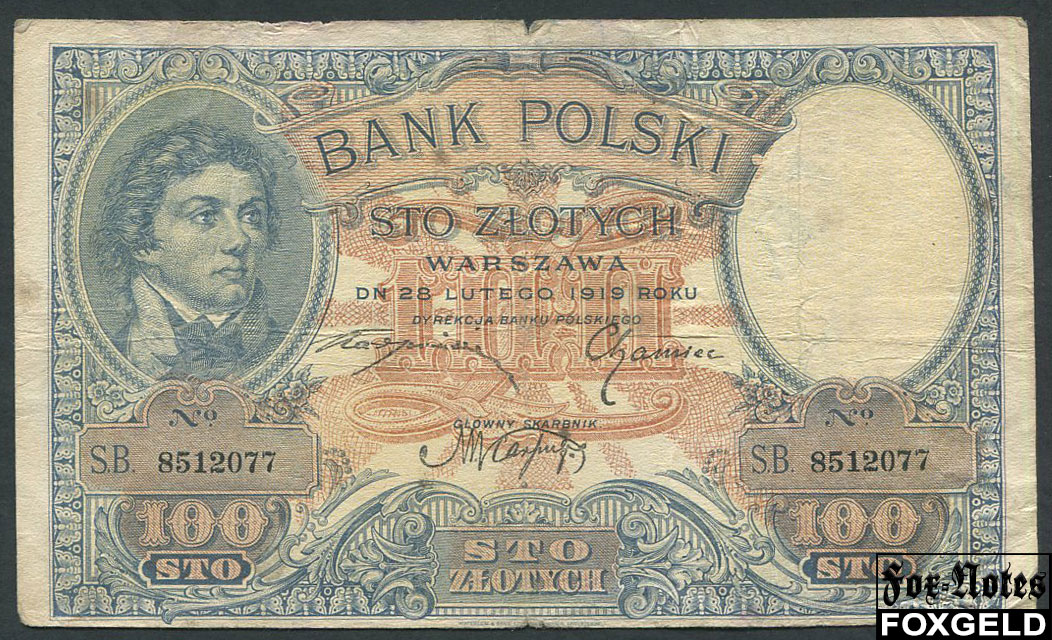 BANK POLSKI
STO ZŁOTYCH
WARSZAWA
DN 28 LUTEGO 1919 ROKU
DYREKCJA BANKU POLSKIEGO
GŁÓWNY SKARBNIK
No No
S.B. 8512077 S.B. 8512077
100 100 100
STO STO STO
ZŁOTYCH
Fox-Notes
FOXGELD